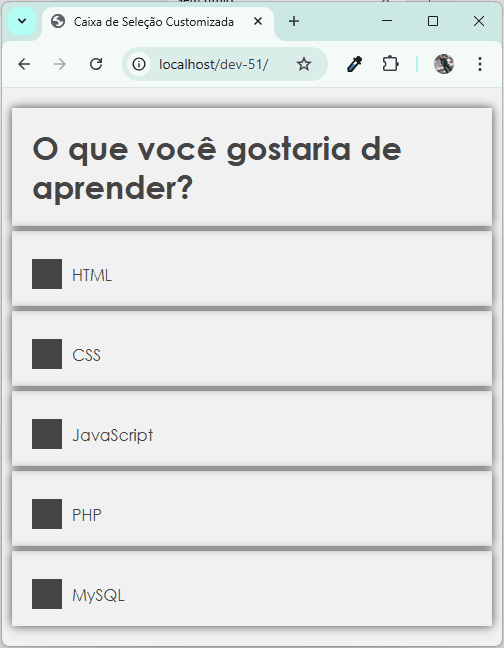 Caixa de Seleção Customizada
localhost/dev-51/
O que você gostaria de
aprender?
HTML
CSS
JavaScript
PHP
MySQL